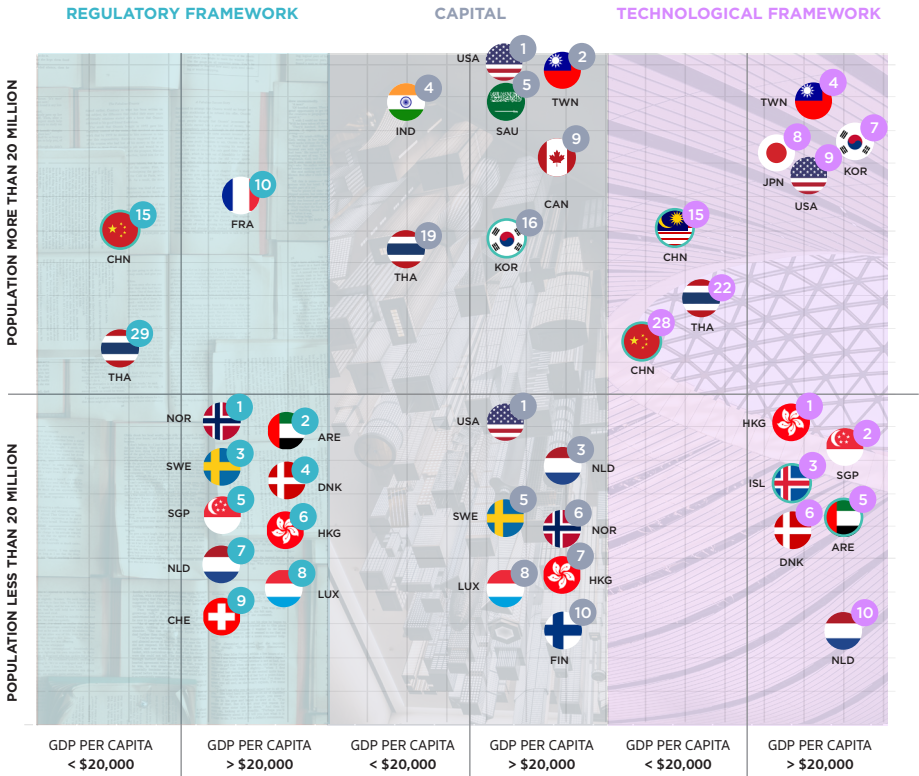 REGULATORY FRAMEWORK
CAPITAL
TECHNOLOGICAL FRAMEWORK
POPULATION MORE THAN 20 MILLION
15
CHN
10
FRA
29
THA
USA
1
2
TWN
4
IND
5
SAU
9
CAN
19
THA
16
KOR
TWN
4
7
KOR
8
JPN
9
USA
15
CHN
22
THA
28
CHN
POPULATION LESS THAN 20 MILLION
NOR
1
2
ARE
SWE
3
4
DNK
SGP
5
6
HKG
NLD
7
8
LUX
CHE
9
USA
1
3
NLD
SWE
5
6
NOR
LUX
8
7
HKG
10
FIN
HKG
1
2
SGP
ISL
3
5
ARE
6
DNK
10
NLD
GDP PER CAPITA
< $20,000
GDP PER CAPITA
> $20,000
GDP PER CAPITA
< $20,000
GDP PER CAPITA
> $20,000
GDP PER CAPITA
< $20,000
GDP PER CAPITA
> $20,000